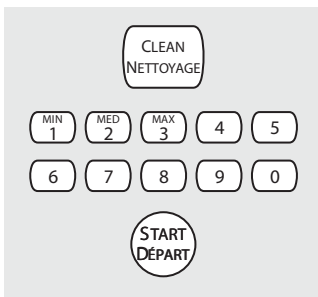 CLEAN
NETTOYAGE
MIN MED MAX
1 2 3 4 5
6 7 8 9 0
START
DÉPART